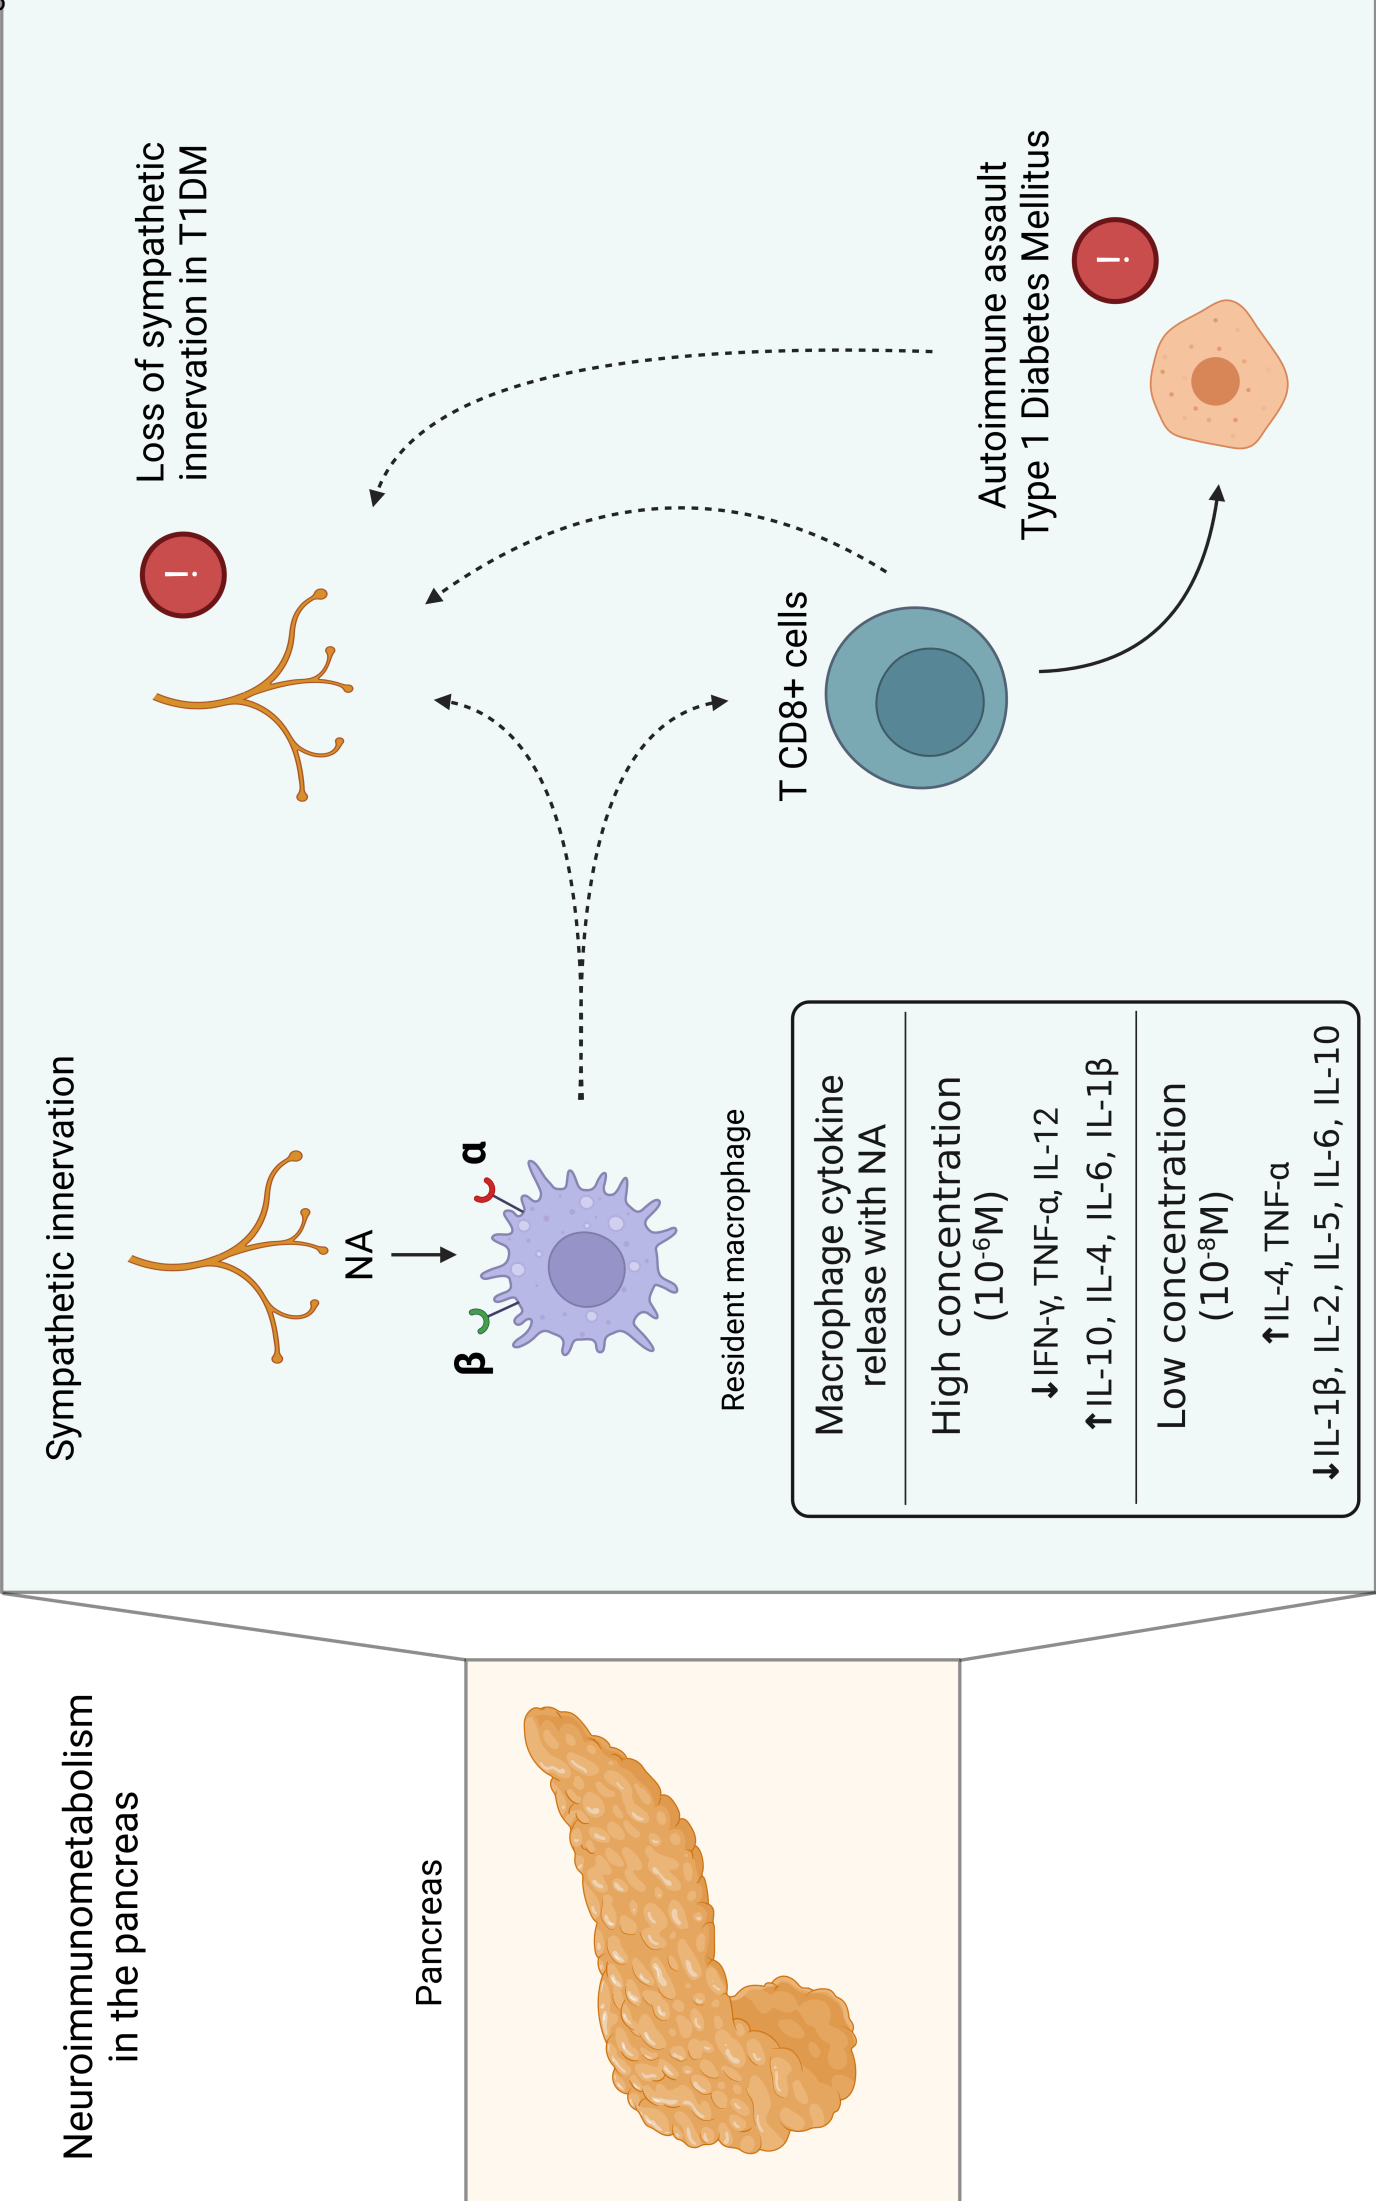 Neuroimmunometabolism
in the pancreas
Pancreas
Sympathetic innervation
NA
β
α
Resident macrophage
Macrophage cytokine
release with NA
High concentration
(10⁻⁶M)
↓IFN-γ, TNF-α, IL-12
↑IL-10, IL-4, IL-6, IL-1β
Low concentration
(10⁻⁸M)
↑IL-4, TNF-α
↓IL-1β, IL-2, IL-5, IL-6, IL-10
!
Loss of sympathetic
innervation in T1DM
T CD8+ cells
Autoimmune assault
Type 1 Diabetes Mellitus
!